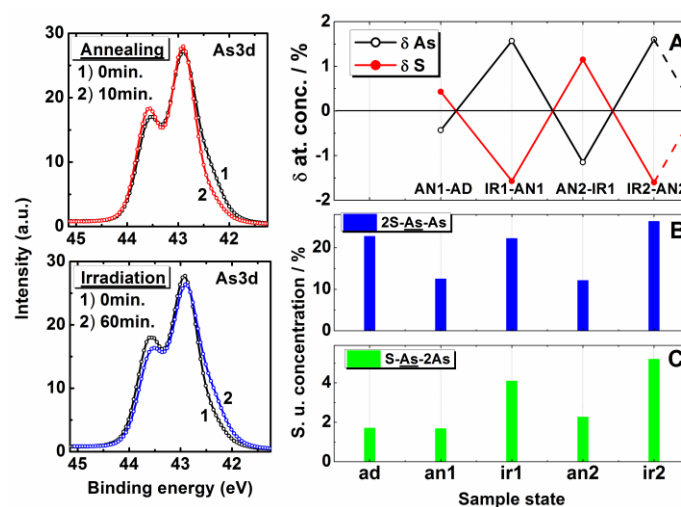 Annealing
1) 0min.
2) 10min.
As3d
1
2
30
20
10
0
45 44 43 42
Irradiation
1) 0min.
2) 60min.
As3d
2
1
30
20
10
0
45 44 43 42
Intensity (a.u.)
Binding energy (eV)
δ As
δ S
A
2
1
0
-1
-2
δ at. conc. / %
AN1-AD IR1-AN1 AN2-IR1 IR2-AN2
2S-As-As
B
20
10
0
S-As-2As
C
4
2
0
S. u. concentration / %
ad an1 ir1 an2 ir2
Sample state